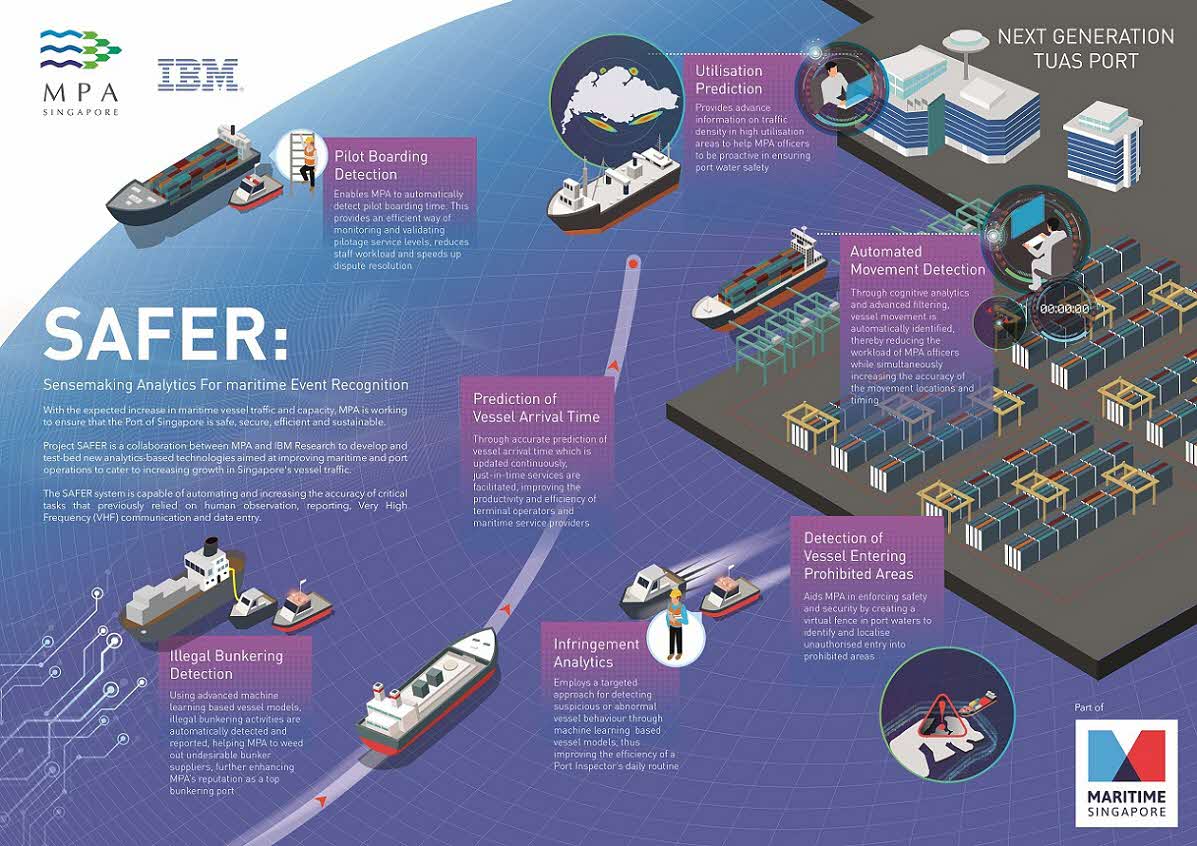 MPA
SINGAPORE
IBM
NEXT GENERATION
TUAS PORT
Utilisation
Prediction
Provides advance
information on traffic
density in high utilisation
areas to help MPA officers
to be proactive in ensuring
port water safety
Pilot Boarding
Detection
Enables MPA to automatically
detect pilot boarding time. This
provides an efficient way of
monitoring and validating
pilotage service levels, reduces
staff workload and speeds up
dispute resolution
Automated
Movement Detection
Through cognitive analytics
and advanced filtering,
vessel movement is
automatically identified,
thereby reducing the
workload of MPA officers
while simultaneously
increasing the accuracy of
the movement locations and
timing
00:00:00
SAFER:
Sensemaking Analytics For maritime Event Recognition
With the expected increase in maritime vessel traffic and capacity, MPA is working
to ensure that the Port of Singapore is safe, secure, efficient and sustainable.
Project SAFER is a collaboration between MPA and IBM Research to develop and
test-bed new analytics-based technologies aimed at improving maritime and port
operations to cater to increasing growth in Singapore's vessel traffic.
The SAFER system is capable of automating and increasing the accuracy of critical
tasks that previously relied on human observation, reporting, Very High
Frequency (VHF) communication and data entry.
Prediction of
Vessel Arrival Time
Through accurate prediction of
vessel arrival time which is
updated continuously,
just-in-time services are
facilitated, improving the
productivity and efficiency of
terminal operators and
maritime service providers
Detection of
Vessel Entering
Prohibited Areas
Aids MPA in enforcing safety
and security by creating a
virtual fence in port waters to
identify and localise
unauthorised entry into
prohibited areas
Illegal Bunkering
Detection
Using advanced machine
learning based vessel models,
illegal bunkering activities are
automatically detected and
reported, helping MPA to weed
out undesirable bunker
suppliers, further enhancing
MPA's reputation as a top
bunkering port
Infringement
Analytics
Employs a targeted
approach for detecting
suspicious or abnormal
vessel behaviour through
machine learning based
vessel models, thus
improving the efficiency of a
Port Inspector's daily routine
Part of
MARITIME
SINGAPORE